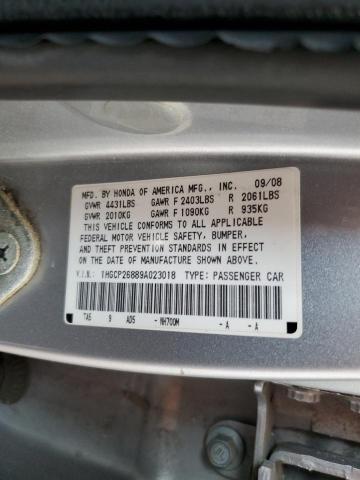 MFD. BY HONDA OF AMERICA MFG., INC. 09/08
GVWR 4431LBS GAWR F 2403LBS R 2061LBS
GVWR 2010KG GAWR F 1090KG R 935KG
THIS VEHICLE CONFORMS TO ALL APPLICABLE
FEDERAL MOTOR VEHICLE SAFETY, BUMPER,
AND THEFT PREVENTION STANDARDS IN EFFECT
ON THE DATE OF MANUFACTURE SHOWN ABOVE.
V.I.N.: 1HGCP26889A023018 TYPE: PASSENGER CAR
TA5 9 AD5 -NH700M -A -A